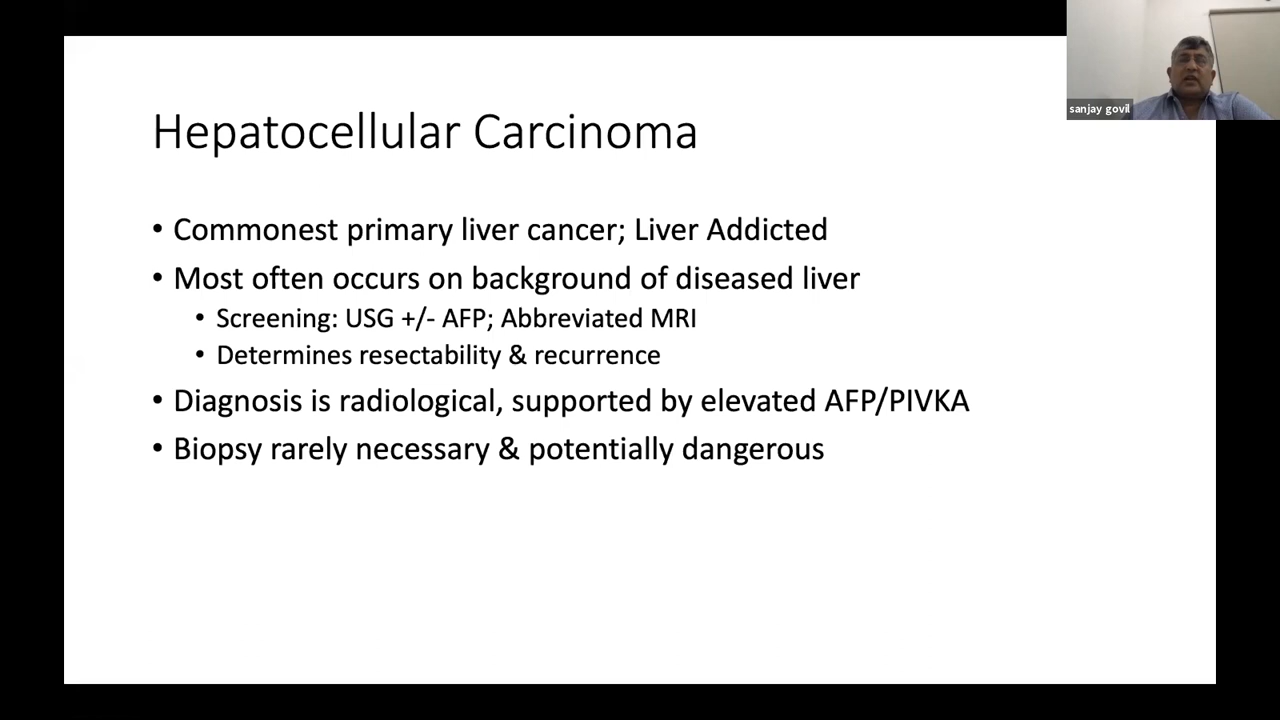 sanjay govil
Hepatocellular Carcinoma
• Commonest primary liver cancer; Liver Addicted
• Most often occurs on background of diseased liver
• Screening: USG +/- AFP; Abbreviated MRI
• Determines resectability & recurrence
• Diagnosis is radiological, supported by elevated AFP/PIVKA
• Biopsy rarely necessary & potentially dangerous